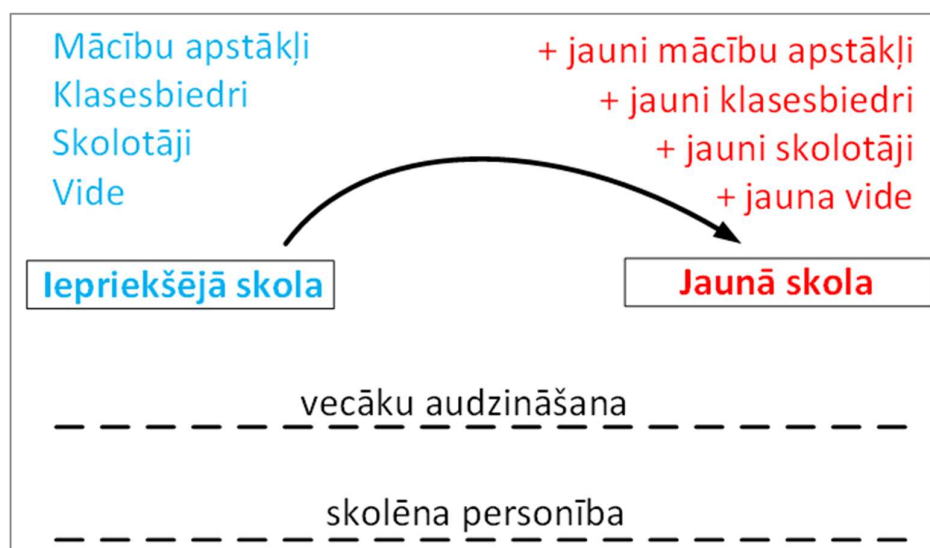 Mācību apstākļi
Klasesbiedri
Skolotāji
Vide
+ jauni mācību apstākļi
+ jauni klasesbiedri
+ jauni skolotāji
+ jauna vide
Iepriekšējā skola
Jaunā skola
vecāku audzināšana
skolēna personība